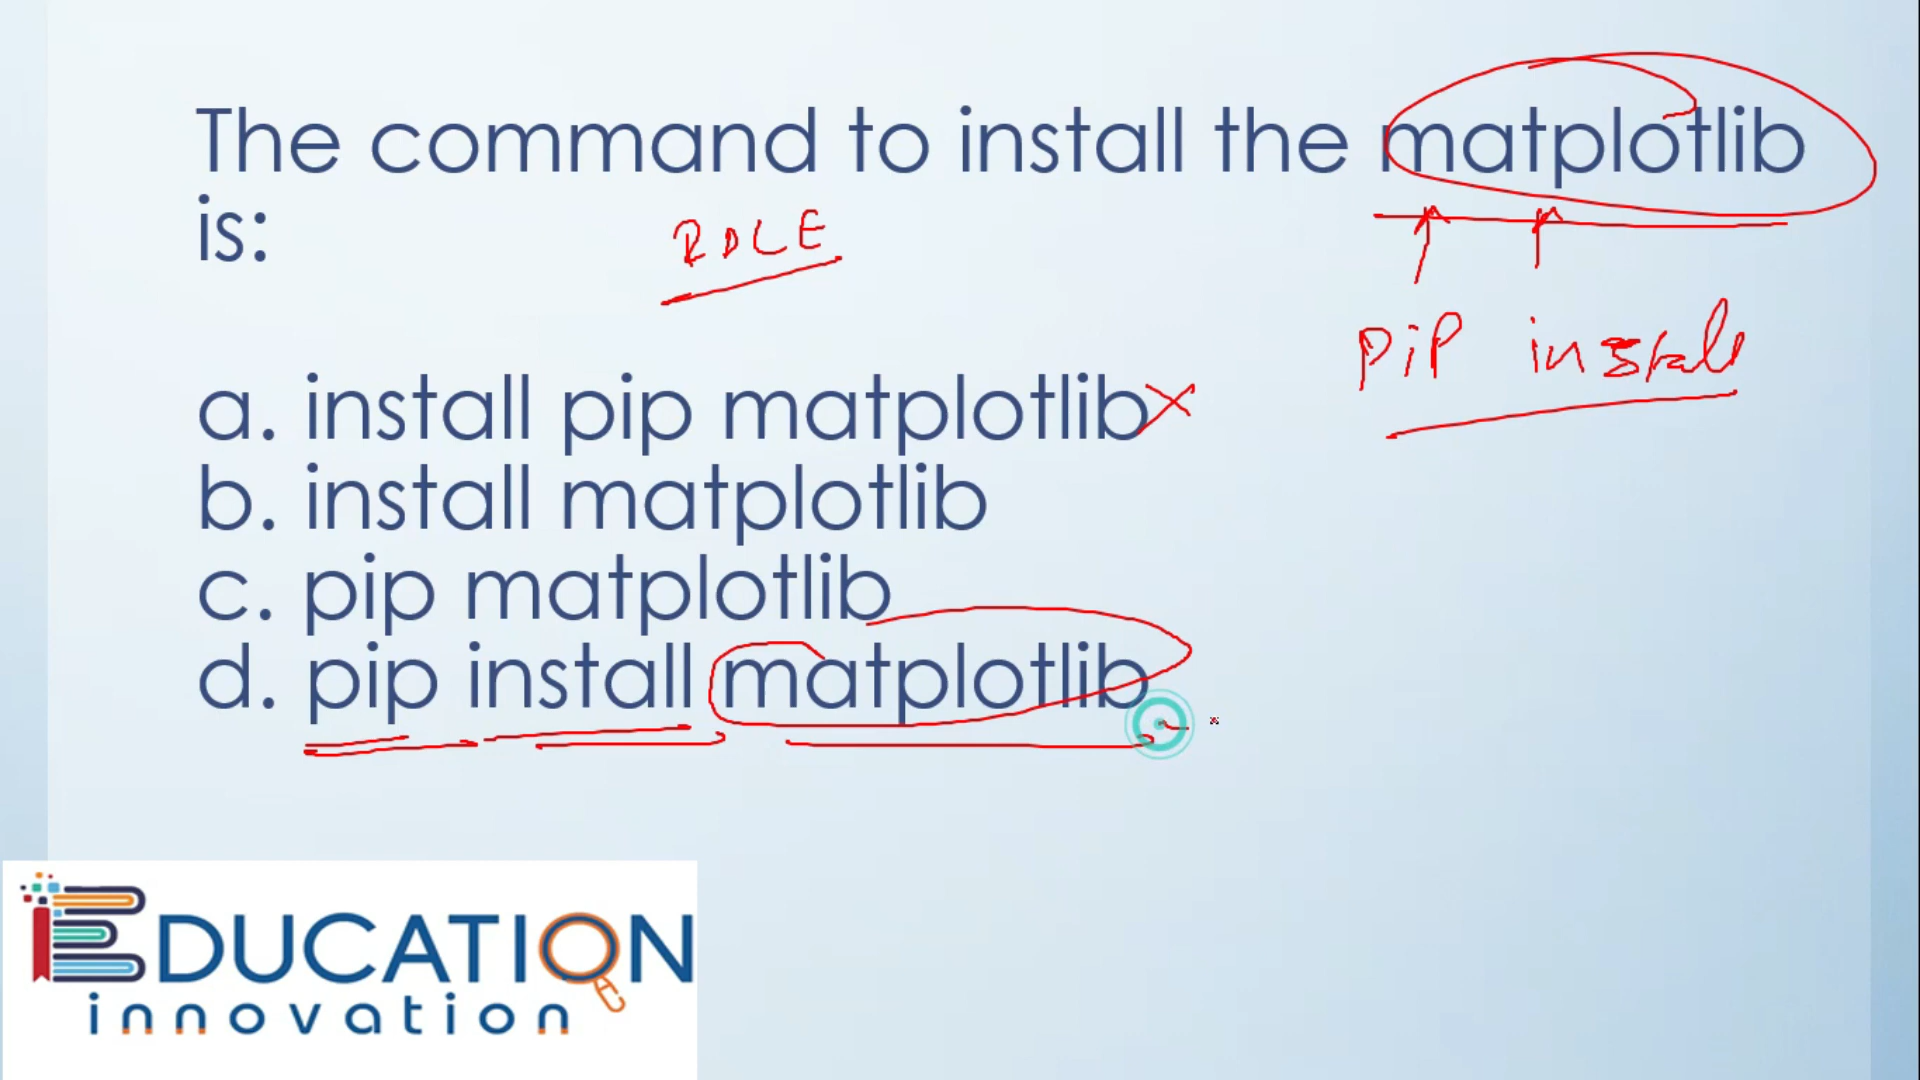 The command to install the matplotlib
is:
IDLE
pip install
a. install pip matplotlib
b. install matplotlib
c. pip matplotlib
d. pip install matplotlib
EDUCATION
innovation